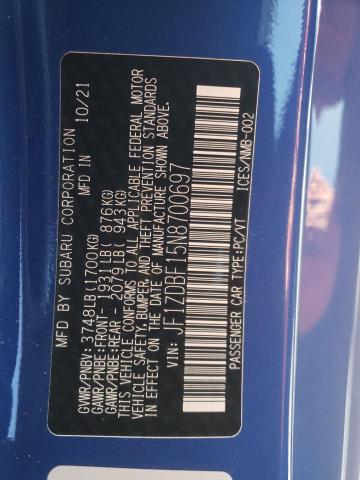 MFD BY SUBARU CORPORATION 10/21
MFD IN
GVWR/PNBV: 3748LB(1700KG)
GAWR/PNBE:FRONT- 1931LB( 876KG)
GAWR/PNBE:REAR - 2079LB( 943KG)
THIS VEHICLE CONFORMS TO ALL APPLICABLE FEDERAL MOTOR
VEHICLE SAFETY, BUMPER AND THEFT PREVENTION STANDARDS
IN EFFECT ON THE DATE OF MANUFACTURE SHOWN ABOVE.
VIN: JF1ZDBF15N8700697
PASSENGER CAR TYPE-PC/VT ICES/NMB-002